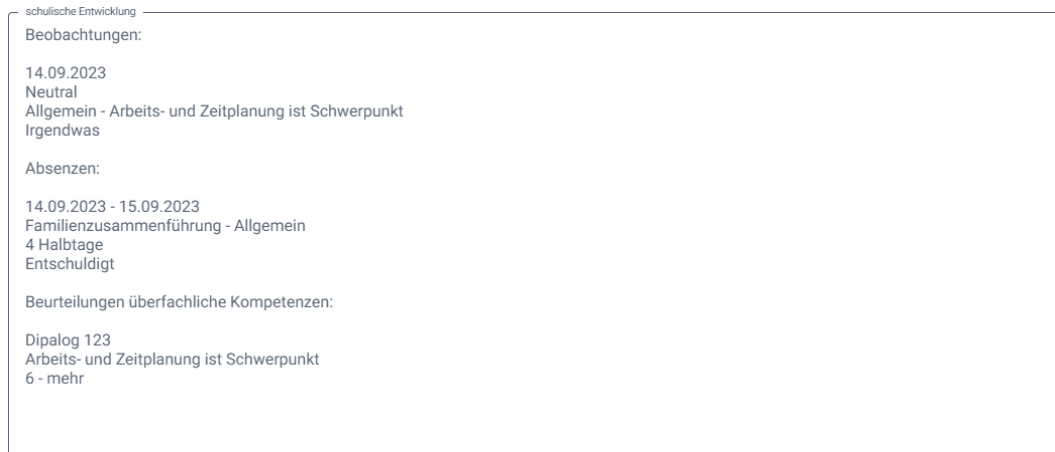 schulische Entwicklung
Beobachtungen:
14.09.2023
Neutral
Allgemein - Arbeits- und Zeitplanung ist Schwerpunkt
Irgendwas
Absenzen:
14.09.2023 - 15.09.2023
Familienzusammenführung - Allgemein
4 Halbtage
Entschuldigt
Beurteilungen überfachliche Kompetenzen:
Dipalog 123
Arbeits- und Zeitplanung ist Schwerpunkt
6 - mehr